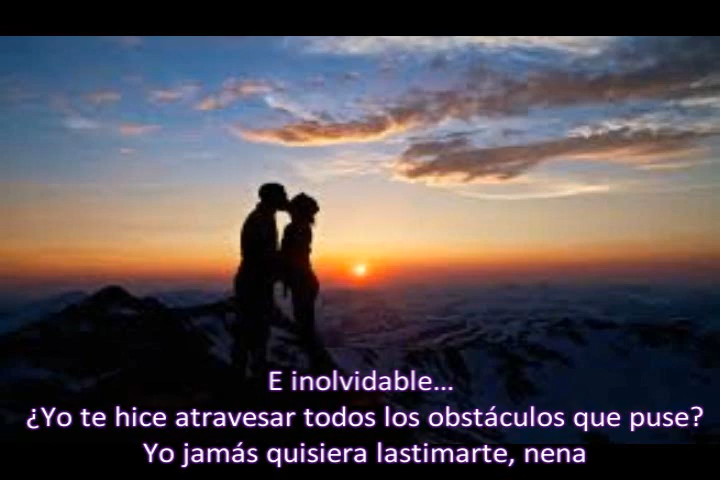 E inolvidable...
¿Yo te hice atravesar todos los obstáculos que puse?
Yo jamás quisiera lastimarte, nena